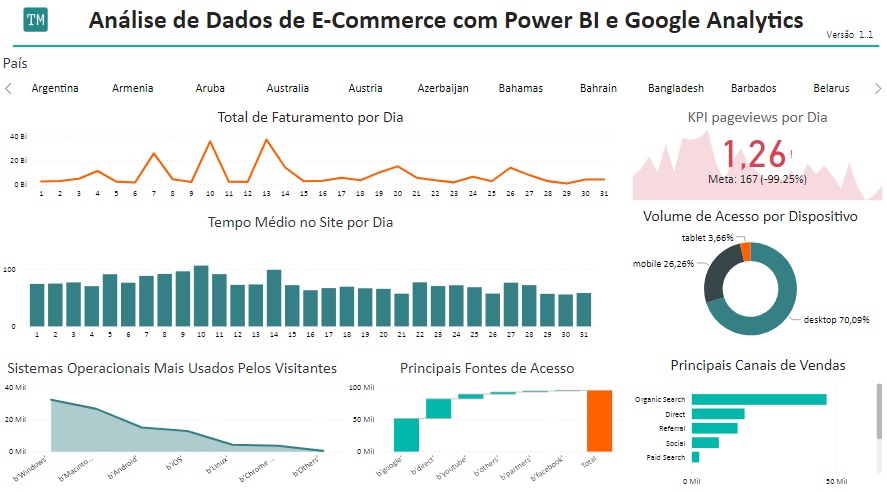 TM
Análise de Dados de E-Commerce com Power BI e Google Analytics
Versão 1..1
País
Argentina Armenia Aruba Australia Austria Azerbaijan Bahamas Bahrain Bangladesh Barbados Belarus
Total de Faturamento por Dia
40 Bi
20 Bi
0 Bi
1 2 3 4 5 6 7 8 9 10 11 12 13 14 15 16 17 18 19 20 21 22 23 24 25 26 27 28 29 30 31
KPI pageviews por Dia
1,26!
Meta: 167 (-99.25%)
Tempo Médio no Site por Dia
100
0
1 2 3 4 5 6 7 8 9 10 11 12 13 14 15 16 17 18 19 20 21 22 23 24 25 26 27 28 29 30 31
Volume de Acesso por Dispositivo
tablet 3,66%
mobile 26,26%
desktop 70,09%
Sistemas Operacionais Mais Usados Pelos Visitantes
40 Mil
20 Mil
0 Mil
b'Windows'
b'Macinto...
b'Android'
b'iOS'
b'Linux'
b'Chrome ...
b'Others'
Principais Fontes de Acesso
100 Mil
50 Mil
0 Mil
b'google'
b'direct'
b'youtube'
b'others'
b'partners'
b'facebook'
Total
Principais Canais de Vendas
Organic Search
Direct
Referral
Social
Paid Search
0 Mil 50 Mil